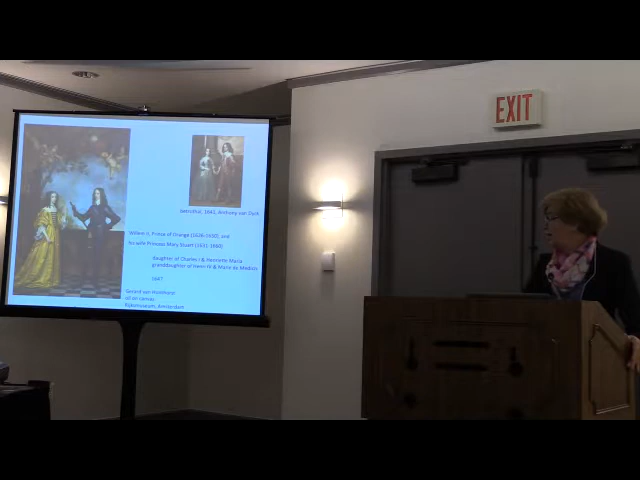 EXIT
betrothal, 1641, Anthony van Dyck
Willem II, Prince of Orange (1626-1650), and
his wife Princess Mary Stuart (1631-1660)
daughter of Charles I & Henrietta Maria
granddaughter of Henri IV & Marie de Medicis
1647
Gerard van Honthorst
oil on canvas
Rijksmuseum, Amsterdam